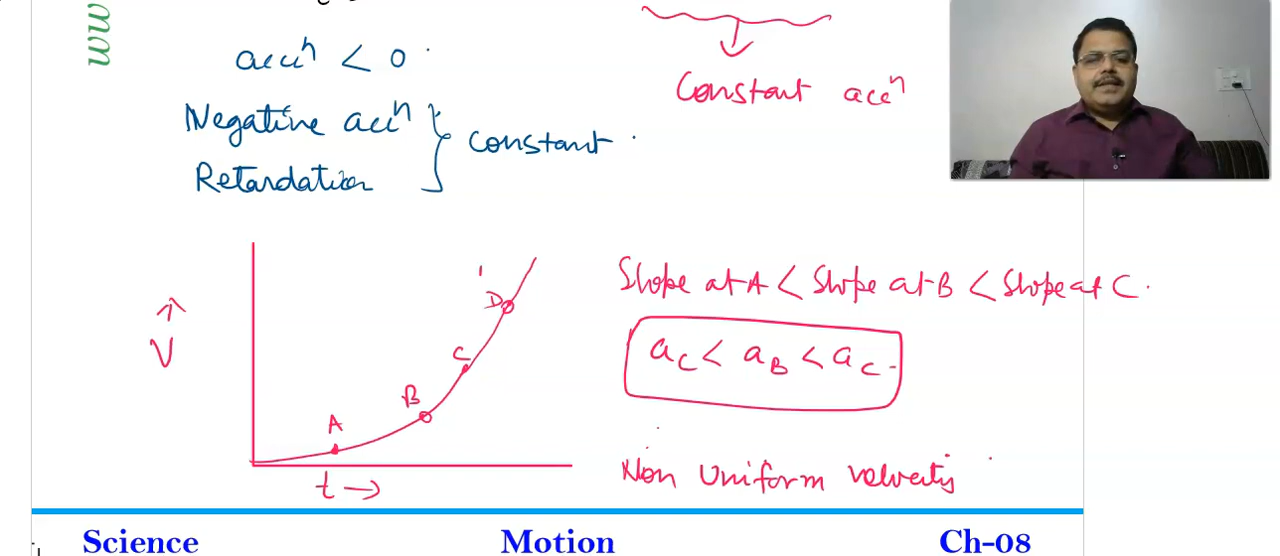 ww
accⁿ < 0
Constant accⁿ
Negative accⁿ
Retardation
} constant
V
t →
A
B
C
D
Slope at A < Slope at B < Slope at C.
a_C < a_B < a_C.
Non Uniform velocity
Science Motion Ch-08